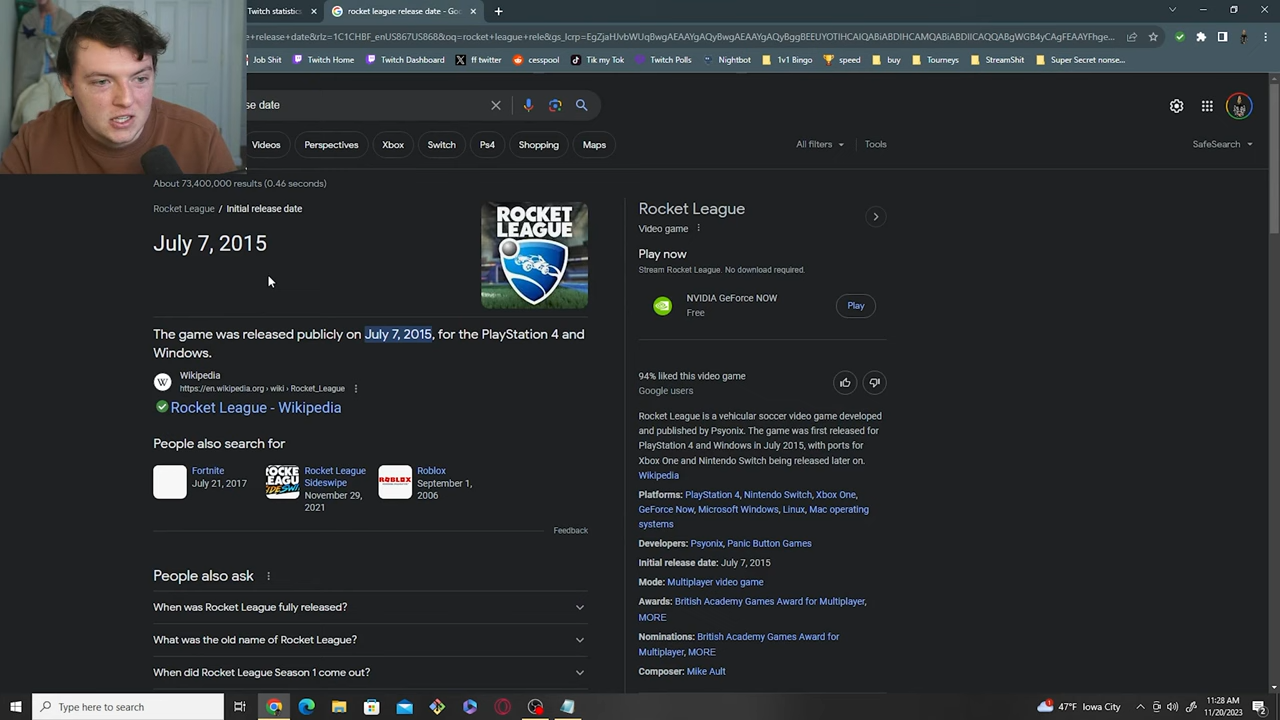 Twitch statistics
rocket league release date - Goo
e+release+date&rlz=1C1CHBF_enUS867US868&oq=rocket+league+rele&gs_lcrp=
Job Shit
Twitch Home
Twitch Dashboard
ff twitter
cesspool
Tik my Tok
Twitch Polls
Nightbot
1v1 Bingo
speed
buy
Tourneys
StreamShit
Super Secret nonse...
se date
Videos
Perspectives
Xbox
Switch
Ps4
Shopping
Maps
All filters
Tools
SafeSearch
About 73,400,000 results (0.46 seconds)
Rocket League / Initial release date
July 7, 2015
ROCKET
LEAGUE
The game was released publicly on July 7, 2015, for the PlayStation 4 and
Windows.
W
Wikipedia
https://en.wikipedia.org › wiki › Rocket_League
Rocket League - Wikipedia
People also search for
Fortnite
July 21, 2017
Rocket League
Sideswipe
November 29,
2021
ROBLOX
Roblox
September 1,
2006
Feedback
People also ask
When was Rocket League fully released?
What was the old name of Rocket League?
When did Rocket League Season 1 come out?
Rocket League
Video game
Play now
Stream Rocket League. No download required.
NVIDIA GeForce NOW
Free
Play
94% liked this video game
Google users
Rocket League is a vehicular soccer video game developed
and published by Psyonix. The game was first released for
PlayStation 4 and Windows in July 2015, with ports for
Xbox One and Nintendo Switch being released later on.
Wikipedia
Platforms: PlayStation 4, Nintendo Switch, Xbox One,
GeForce Now, Microsoft Windows, Linux, Mac operating
systems
Developers: Psyonix, Panic Button Games
Initial release date: July 7, 2015
Mode: Multiplayer video game
Awards: British Academy Games Award for Multiplayer,
MORE
Nominations: British Academy Games Award for
Multiplayer, MORE
Composer: Mike Ault
Type here to search
47°F Iowa City
11:28 AM
11/20/2023